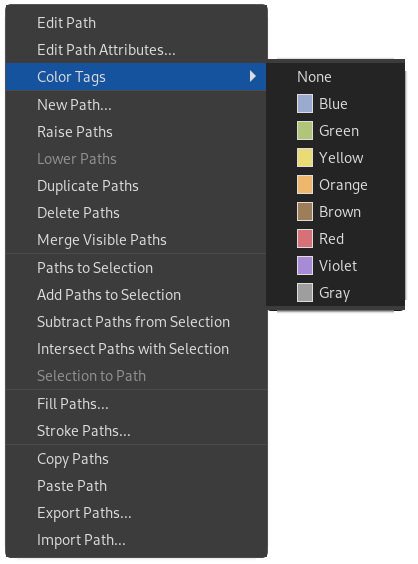 Edit Path
Edit Path Attributes...
Color Tags
New Path...
Raise Paths
Lower Paths
Duplicate Paths
Delete Paths
Merge Visible Paths
Paths to Selection
Add Paths to Selection
Subtract Paths from Selection
Intersect Paths with Selection
Selection to Path
Fill Paths...
Stroke Paths...
Copy Paths
Paste Path
Export Paths...
Import Path...
None
Blue
Green
Yellow
Orange
Brown
Red
Violet
Gray